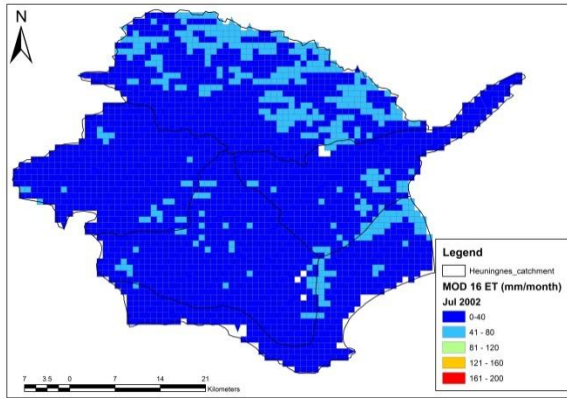 N
Legend
Heuningnes_catchment
MOD 16 ET (mm/month)
Jul 2002
0-40
41 - 80
81 - 120
121 - 160
161 - 200
7 3.5 0 7 14 21
Kilometers